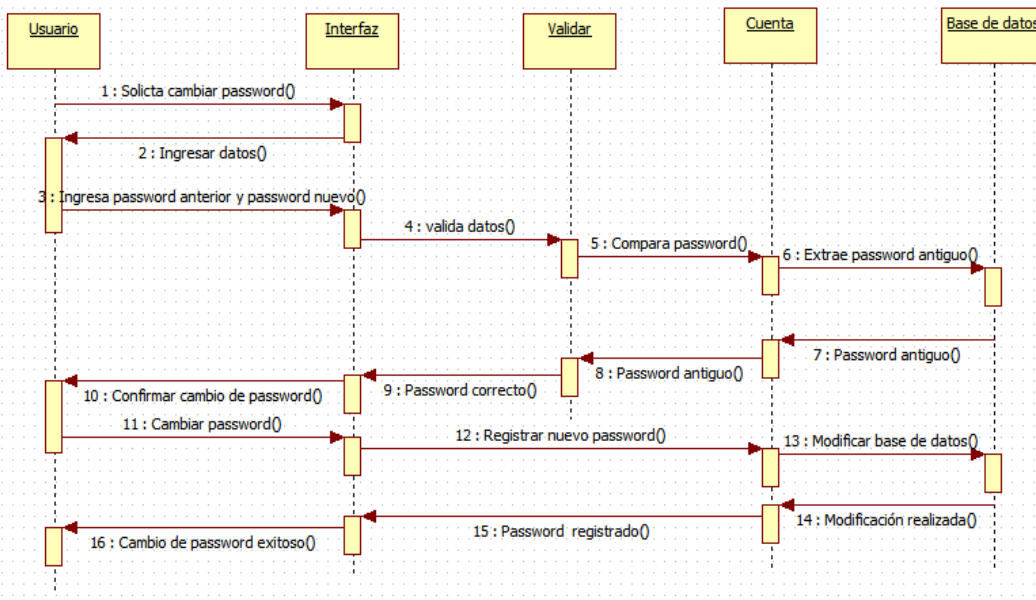 Usuario
Interfaz
Validar
Cuenta
Base de datos
1 : Solicta cambiar password()
2 : Ingresar datos()
3 : Ingresa password anterior y password nuevo()
4 : valida datos()
5 : Compara password()
6 : Extrae password antiguo()
7 : Password antiguo()
8 : Password antiguo()
9 : Password correcto()
10 : Confirmar cambio de password()
11 : Cambiar password()
12 : Registrar nuevo password()
13 : Modificar base de datos()
14 : Modificación realizada()
15 : Password registrado()
16 : Cambio de password exitoso()